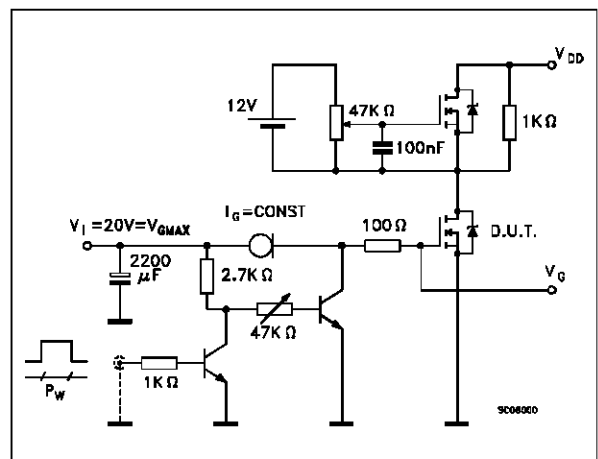 V_DD
12V
47K Ω
1K Ω
100nF
I_G=CONST
V_I =20V=V_GMAX
100Ω
D.U.T.
2200
μF
2.7K Ω
V_G
47K Ω
1K Ω
P_W
SC06000